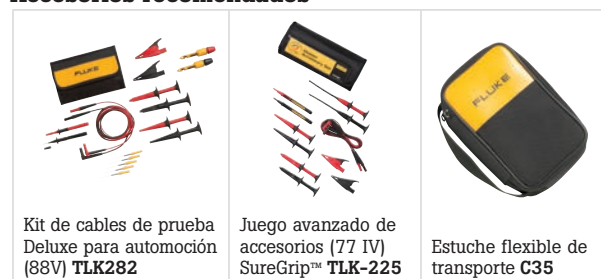 Accesorios recomendados
FLUKE
FLUKE
Kit de cables de prueba
Deluxe para automoción
(88V) TLK282
Juego avanzado de
accesorios (77 IV)
SureGrip™ TLK-225
Estuche flexible de
transporte C35